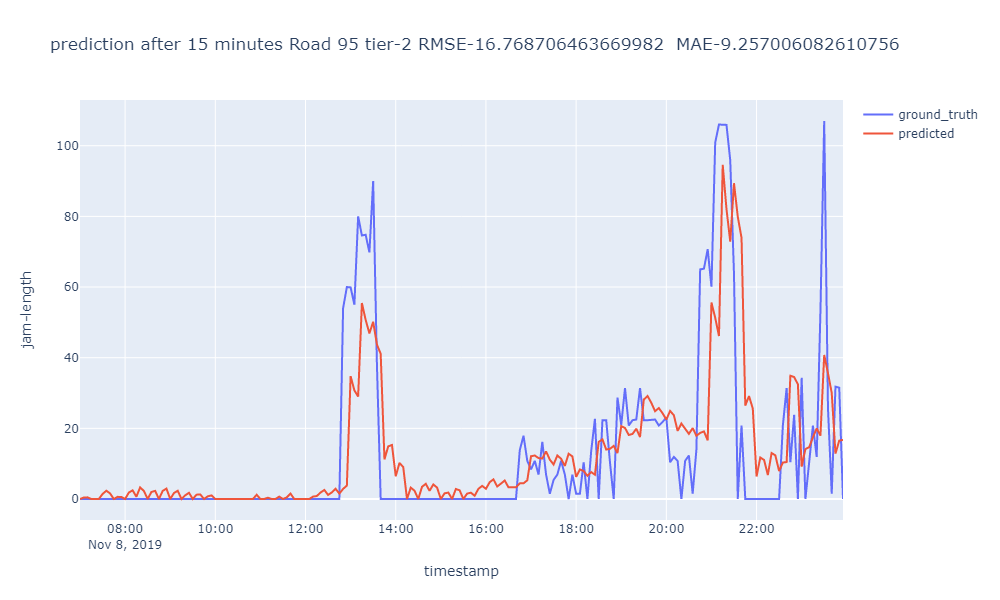 prediction after 15 minutes Road 95 tier-2 RMSE-16.768706463669982  MAE-9.257006082610756
ground_truth
predicted
100
80
60
40
20
0
jam-length
08:00 10:00 12:00 14:00 16:00 18:00 20:00 22:00
Nov 8, 2019
timestamp